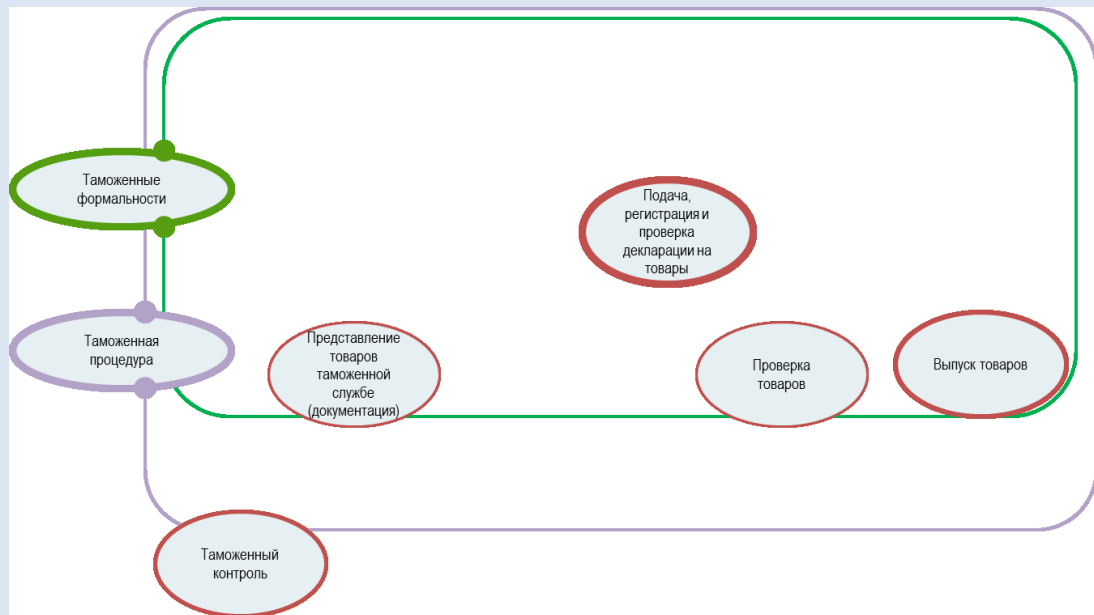 Таможенные
формальности
Подача,
регистрация и
проверка
декларации на
товары
Таможенная
процедура
Представление
товаров
таможенной
службе
(документация)
Проверка
товаров
Выпуск товаров
Таможенный
контроль